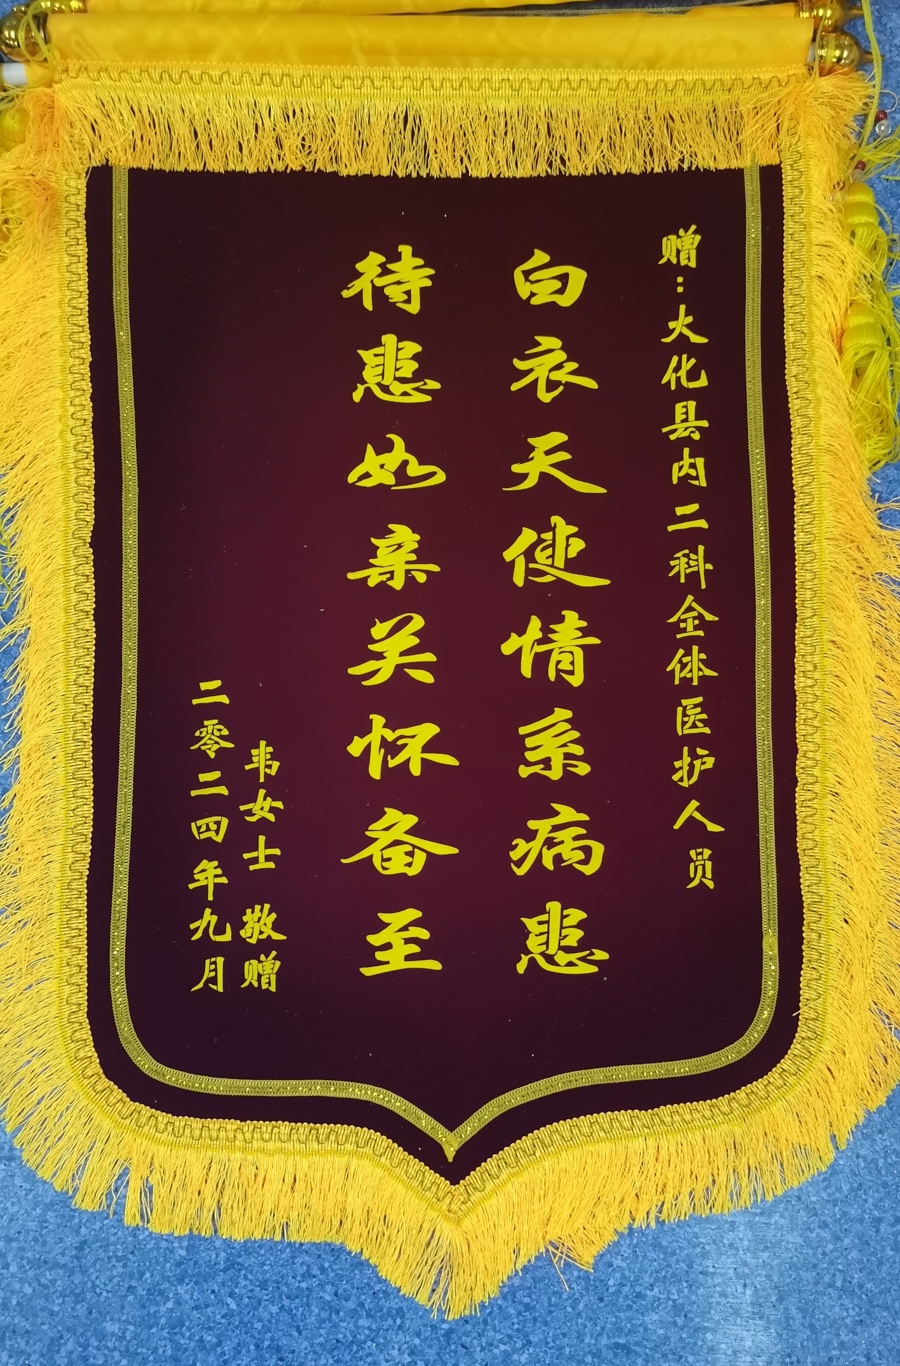 赠：大化县内二科全体医护人员
白衣天使情系病患
待患如亲关怀备至
韦女士 敬赠
二零二四年九月